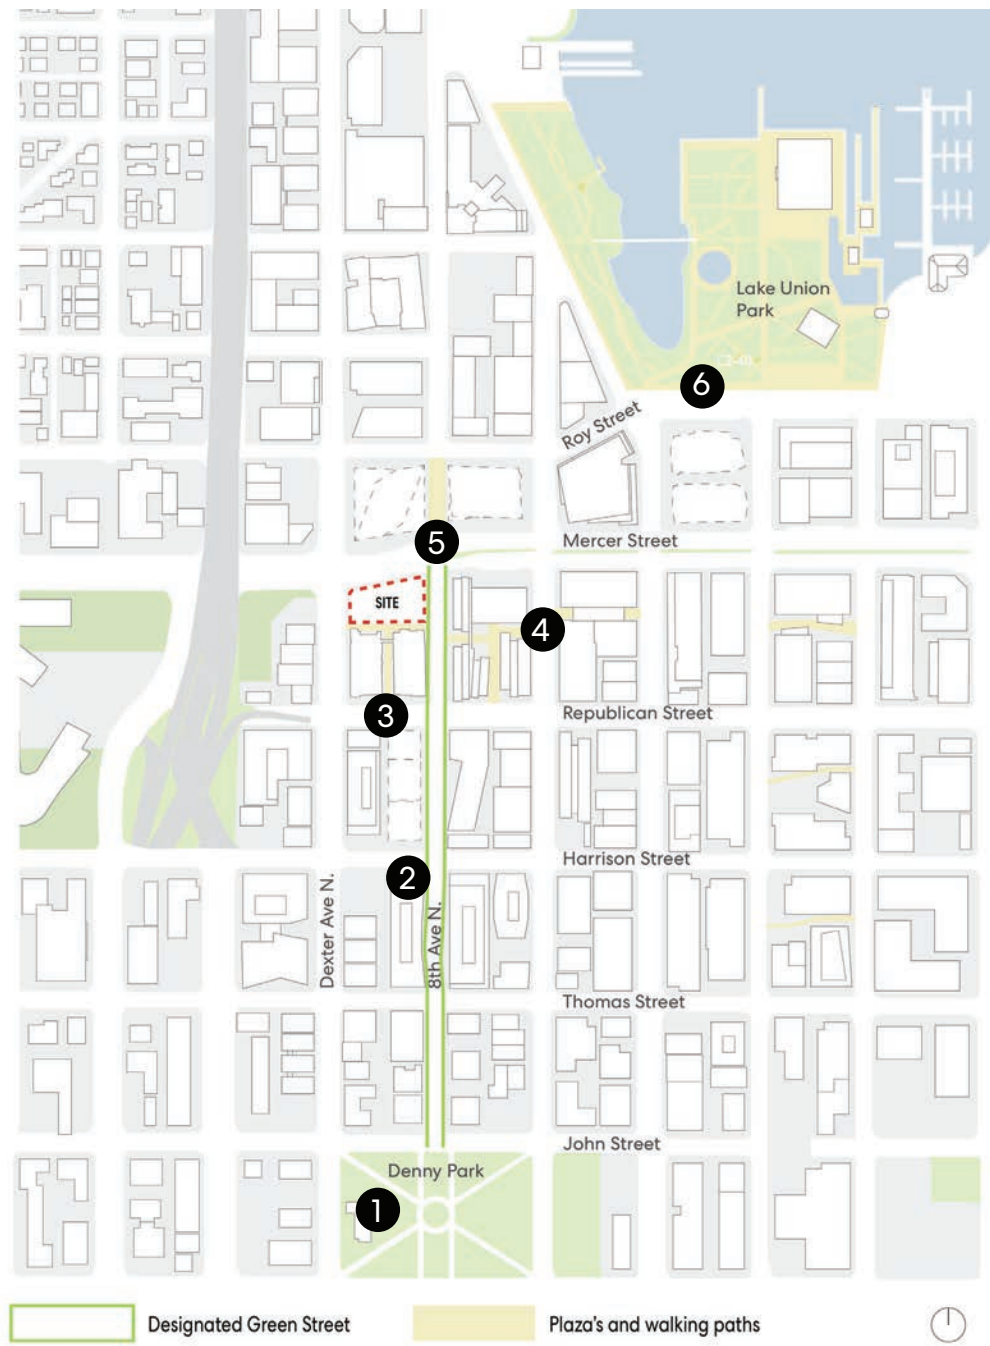 Lake Union
Park
6
Roy Street
5
Mercer Street
SITE
4
3
Republican Street
Harrison Street
2
Dexter Ave N.
8th Ave N.
Thomas Street
John Street
Denny Park
1
Designated Green Street
Plaza's and walking paths